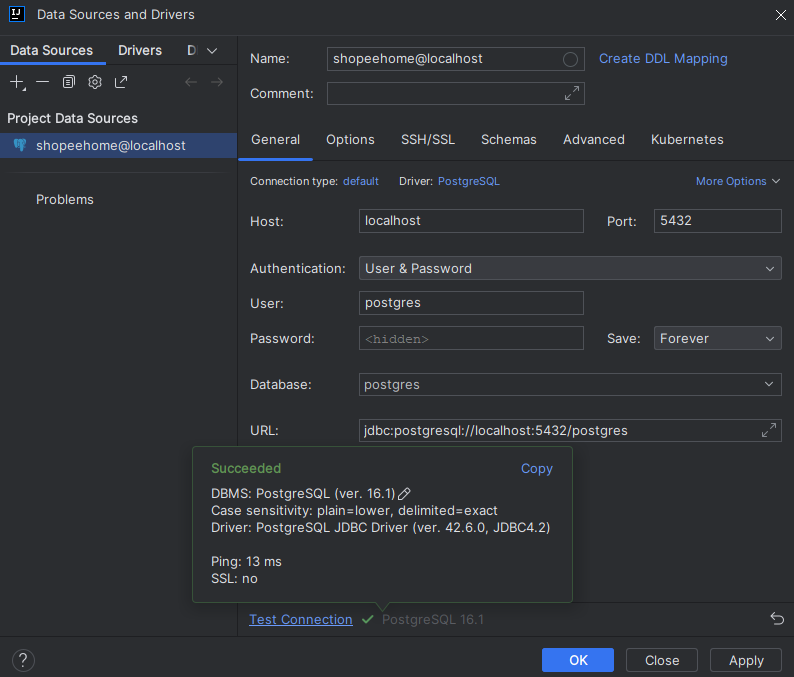 Data Sources and Drivers
Data Sources Drivers D
Project Data Sources
shopeehome@localhost
Problems
Name: shopeehome@localhost Create DDL Mapping
Comment:
General Options SSH/SSL Schemas Advanced Kubernetes
Connection type: default Driver: PostgreSQL More Options
Host: localhost Port: 5432
Authentication: User & Password
User: postgres
Password: <hidden> Save: Forever
Database: postgres
URL: jdbc:postgresql://localhost:5432/postgres
Succeeded Copy
DBMS: PostgreSQL (ver. 16.1)
Case sensitivity: plain=lower, delimited=exact
Driver: PostgreSQL JDBC Driver (ver. 42.6.0, JDBC4.2)
Ping: 13 ms
SSL: no
Test Connection PostgreSQL 16.1
? OK Close Apply